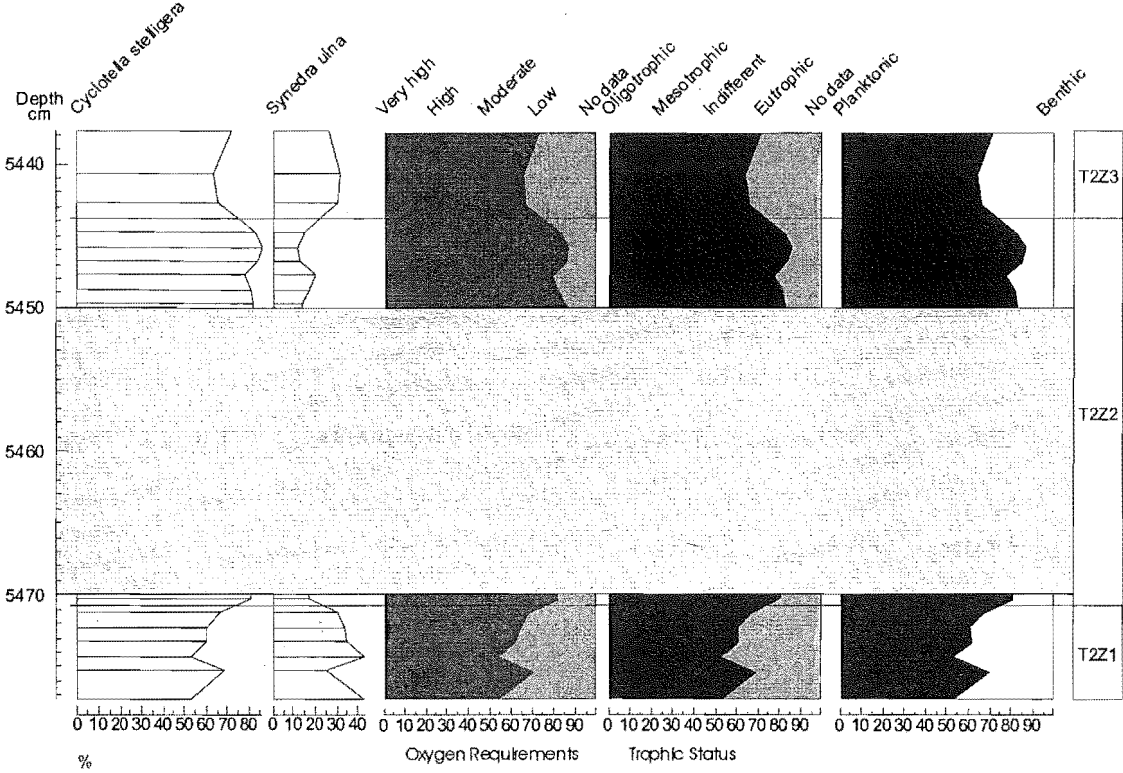 Cyclotella stelligera
Synedra ulna
Very high
High
Moderate
Low
No data
Oligotrophic
Mesotrophic
Indifferent
Eutrophic
No data
Planktonic
Benthic
Depth
cm
5440
5450
5460
5470
T2Z3
T2Z2
T2Z1
0 10 20 30 40 50 60 70 80
0 10 20 30 40
0 10 20 30 40 50 60 70 80 90
0 10 20 30 40 50 60 70 80 90
0 10 20 30 40 50 60 70 80 90
%
Oxygen Requirements
Trophic Status